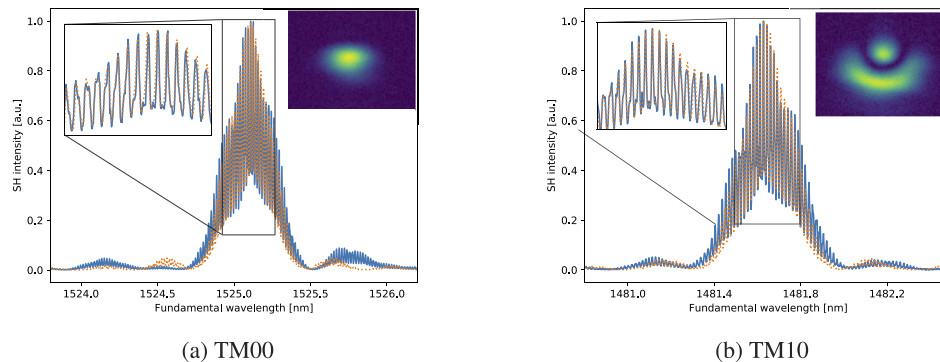 1.0
0.8
0.6
0.4
0.2
0.0
SH intensity [a.u.]
1524.0 1524.5 1525.0 1525.5 1526.0
Fundamental wavelength [nm]
(a) TM00
1.0
0.8
0.6
0.4
0.2
0.0
SH intensity [a.u.]
1481.0 1481.4 1481.8 1482.2
Fundamental wavelength [nm]
(b) TM10